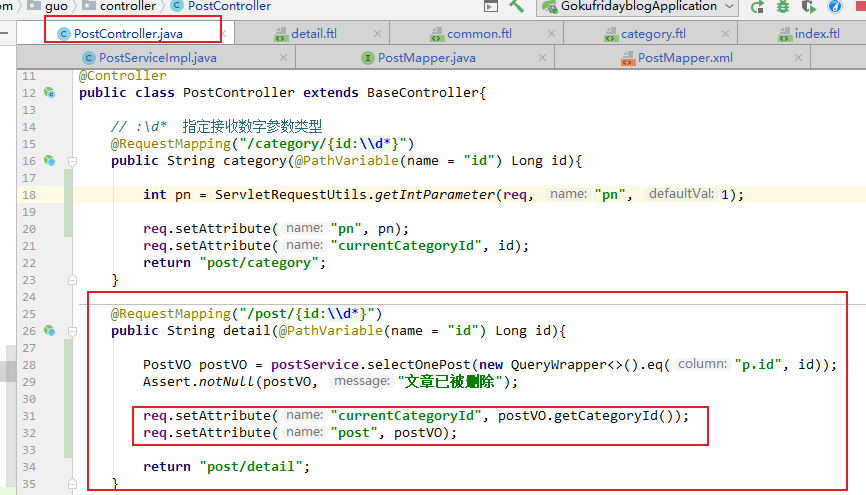 om
guo
controller
PostController
GokufridayblogApplication
PostController.java
detail.ftl
common.ftl
category.ftl
index.ftl
PostServiceImpl.java
PostMapper.java
PostMapper.xml
11 @Controller
12 public class PostController extends BaseController{
13
14 // :\d* 指定接收数字参数类型
15 @RequestMapping("/category/{id:\\d*}")
16 public String category(@PathVariable(name = "id") Long id){
17
18 int pn = ServletRequestUtils.getIntParameter(req, name: "pn", defaultVal: 1);
19
20 req.setAttribute( name: "pn", pn);
21 req.setAttribute( name: "currentCategoryId", id);
22 return "post/category";
23 }
24
25 @RequestMapping("/post/{id:\\d*}")
26 public String detail(@PathVariable(name = "id") Long id){
27
28 PostVO postVO = postService.selectOnePost(new QueryWrapper<>().eq( column: "p.id", id));
29 Assert.notNull(postVO, message: "文章已被删除");
30
31 req.setAttribute( name: "currentCategoryId", postVO.getCategoryId());
32 req.setAttribute( name: "post", postVO);
33
34 return "post/detail";
35 }